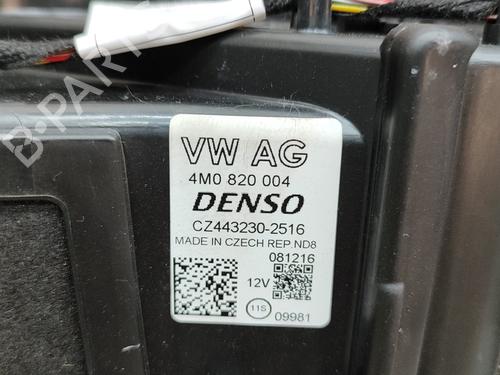 B-PARTS
VW AG
4M0 820 004
DENSO
CZ443230-2516
MADE IN CZECH REP.ND8
081216
12V
11S
09981